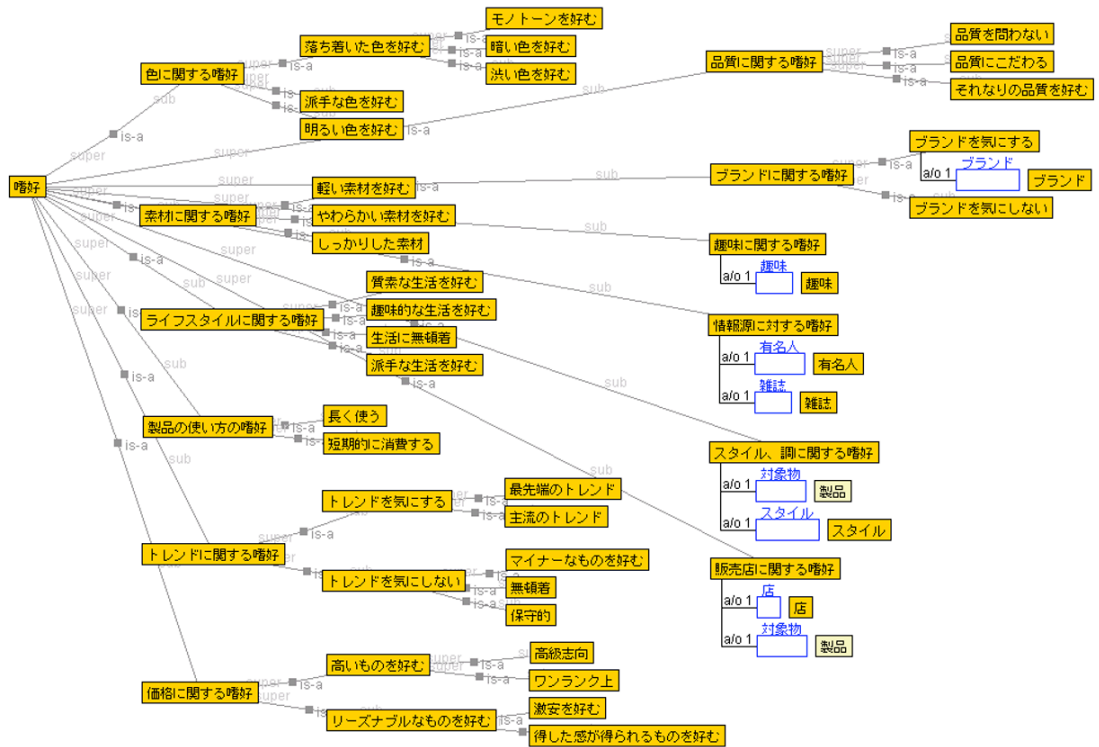 嗜好
色に関する嗜好
落ち着いた色を好む
モノトーンを好む
暗い色を好む
渋い色を好む
派手な色を好む
明るい色を好む
素材に関する嗜好
軽い素材を好む
やわらかい素材を好む
しっかりした素材
ライフスタイルに関する嗜好
質素な生活を好む
趣味的な生活を好む
生活に無頓着
派手な生活を好む
製品の使い方の嗜好
長く使う
短期的に消費する
トレンドに関する嗜好
トレンドを気にする
最先端のトレンド
主流のトレンド
トレンドを気にしない
マイナーなものを好む
無頓着
保守的
価格に関する嗜好
高いものを好む
高級志向
ワンランク上
リーズナブルなものを好む
激安を好む
得した感が得られるものを好む
品質に関する嗜好
品質を問わない
品質にこだわる
それなりの品質を好む
ブランドに関する嗜好
ブランドを気にする
ブランド
a/o 1
ブランド
ブランドを気にしない
趣味に関する嗜好
趣味
a/o 1
趣味
情報源に対する嗜好
有名人
a/o 1
有名人
雑誌
a/o 1
雑誌
スタイル、調に関する嗜好
対象物
a/o 1
製品
スタイル
a/o 1
スタイル
販売店に関する嗜好
店
a/o 1
店
対象物
a/o 1
製品
super
sub
is-a